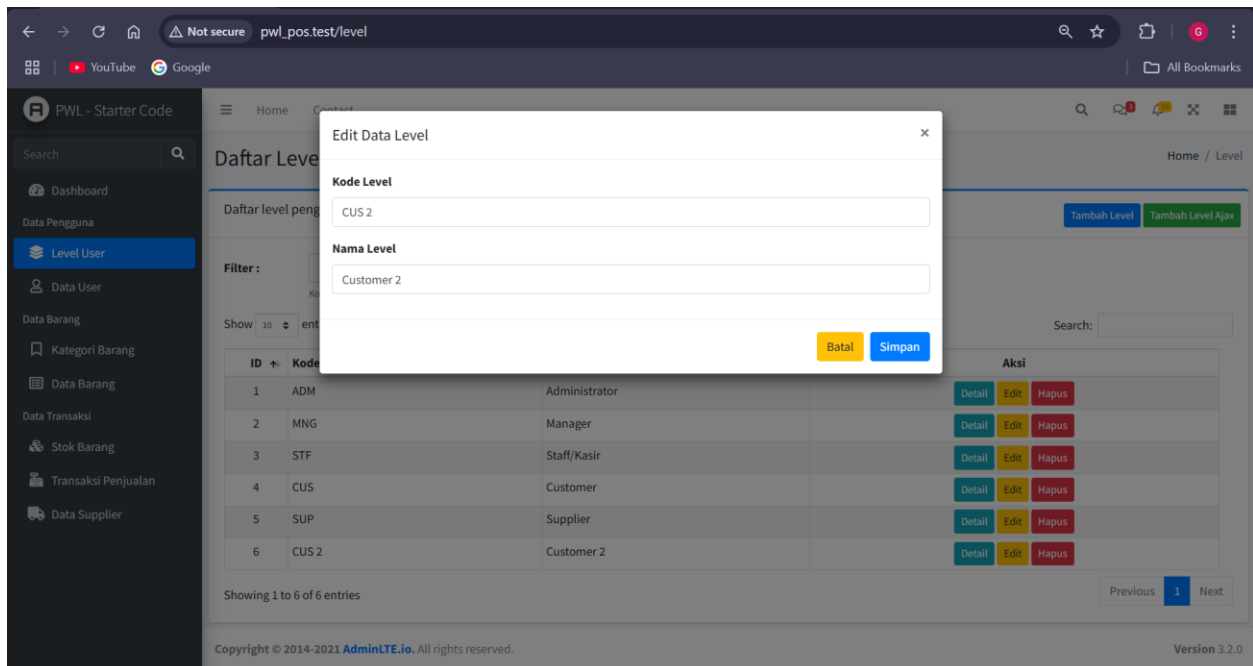 Not secure pwl_pos.test/level G
YouTube Google All Bookmarks
PWL - Starter Code
Home Contact
Search
Dashboard
Data Pengguna
Level User
Data User
Data Barang
Kategori Barang
Data Barang
Data Transaksi
Stok Barang
Transaksi Penjualan
Data Supplier
Daftar Leve
Home / Level
Daftar level peng
Tambah Level Tambah Level Ajax
Filter :
Ko
Show 10 ent
Search:
Edit Data Level ×
Kode Level
CUS 2
Nama Level
Customer 2
Batal Simpan
ID Kode Aksi
1 ADM Administrator Detail Edit Hapus
2 MNG Manager Detail Edit Hapus
3 STF Staff/Kasir Detail Edit Hapus
4 CUS Customer Detail Edit Hapus
5 SUP Supplier Detail Edit Hapus
6 CUS 2 Customer 2 Detail Edit Hapus
Showing 1 to 6 of 6 entries
Previous 1 Next
Copyright © 2014-2021 AdminLTE.io. All rights reserved.
Version 3.2.0